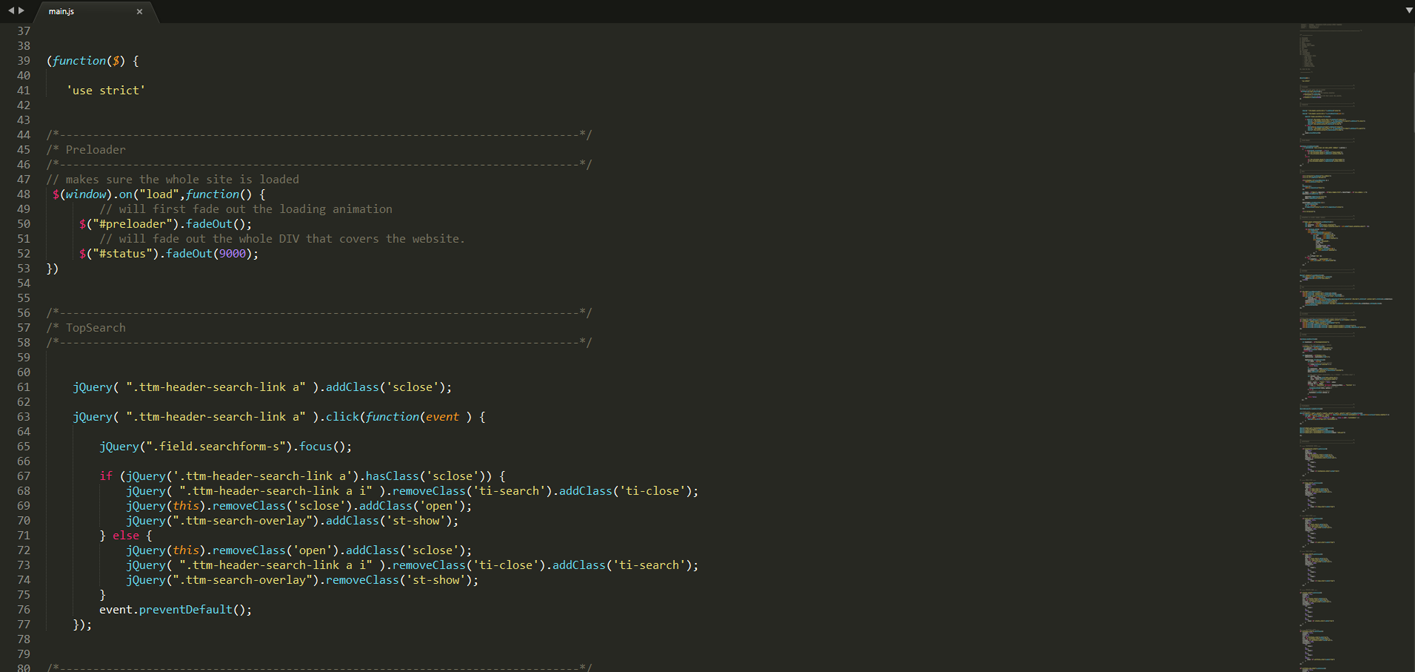 main.js ×
37
38
39 (function($) {
40
41 'use strict'
42
43
44 /*------------------------------------------------------------------------------*/
45 /* Preloader
46 /*------------------------------------------------------------------------------*/
47 // makes sure the whole site is loaded
48 $(window).on("load",function() {
49 // will first fade out the loading animation
50 $("#preloader").fadeOut();
51 // will fade out the whole DIV that covers the website.
52 $("#status").fadeOut(9000);
53 })
54
55
56 /*------------------------------------------------------------------------------*/
57 /* TopSearch
58 /*------------------------------------------------------------------------------*/
59
60
61 jQuery( ".ttm-header-search-link a" ).addClass('sclose');
62
63 jQuery( ".ttm-header-search-link a" ).click(function(event ) {
64
65 jQuery(".field.searchform-s").focus();
66
67 if (jQuery('.ttm-header-search-link a').hasClass('sclose')) {
68 jQuery( ".ttm-header-search-link a i" ).removeClass('ti-search').addClass('ti-close');
69 jQuery(this).removeClass('sclose').addClass('open');
70 jQuery(".ttm-search-overlay").addClass('st-show');
71 } else {
72 jQuery(this).removeClass('open').addClass('sclose');
73 jQuery( ".ttm-header-search-link a i" ).removeClass('ti-close').addClass('ti-search');
74 jQuery(".ttm-search-overlay").removeClass('st-show');
75 }
76 event.preventDefault();
77 });
78
79
80 /*------------------------------------------------------------------------------*/